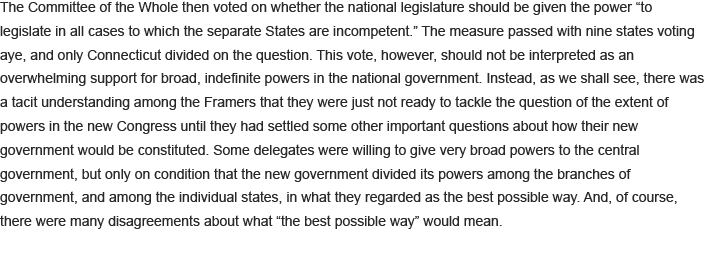 The Committee of the Whole then voted on whether the national legislature should be given the power “to
legislate in all cases to which the separate States are incompetent.” The measure passed with nine states voting
aye, and only Connecticut divided on the question. This vote, however, should not be interpreted as an
overwhelming support for broad, indefinite powers in the national government. Instead, as we shall see, there was
a tacit understanding among the Framers that they were just not ready to tackle the question of the extent of
powers in the new Congress until they had settled some other important questions about how their new
government would be constituted. Some delegates were willing to give very broad powers to the central
government, but only on condition that the new government divided its powers among the branches of
government, and among the individual states, in what they regarded as the best possible way. And, of course,
there were many disagreements about what “the best possible way” would mean.